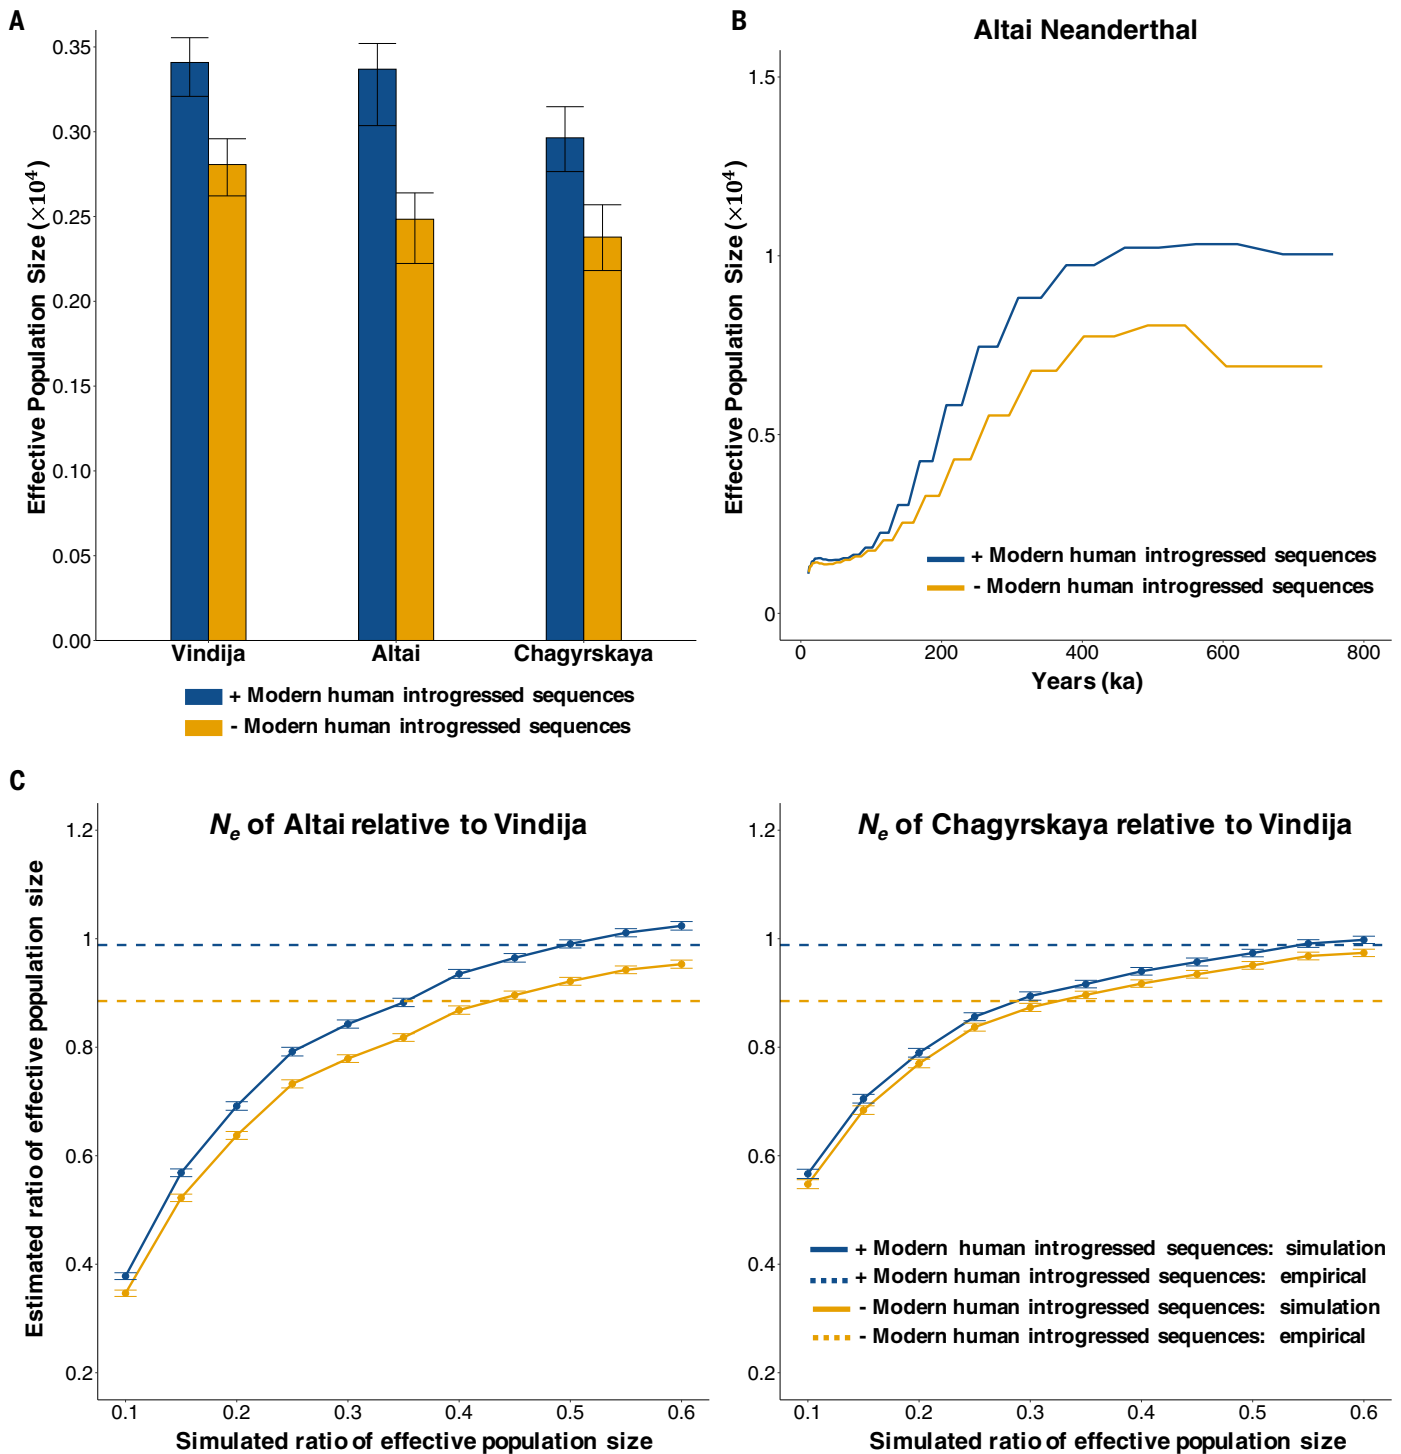 A
Effective Population Size (×10⁴)
0.35
0.30
0.25
0.20
0.15
0.10
0.05
0.00
Vindija Altai Chagyrskaya
+ Modern human introgressed sequences
- Modern human introgressed sequences
B
Altai Neanderthal
Effective Population Size (×10⁴)
1.5
1
0.5
0
+ Modern human introgressed sequences
- Modern human introgressed sequences
0 200 400 600 800
Years (ka)
C
Nₑ of Altai relative to Vindija
Estimated ratio of effective population size
1.2
1
0.8
0.6
0.4
0.2
0.1 0.2 0.3 0.4 0.5 0.6
Simulated ratio of effective population size
Nₑ of Chagyrskaya relative to Vindija
1.2
1
0.8
0.6
0.4
0.2
+ Modern human introgressed sequences: simulation
+ Modern human introgressed sequences: empirical
- Modern human introgressed sequences: simulation
- Modern human introgressed sequences: empirical
0.1 0.2 0.3 0.4 0.5 0.6
Simulated ratio of effective population size